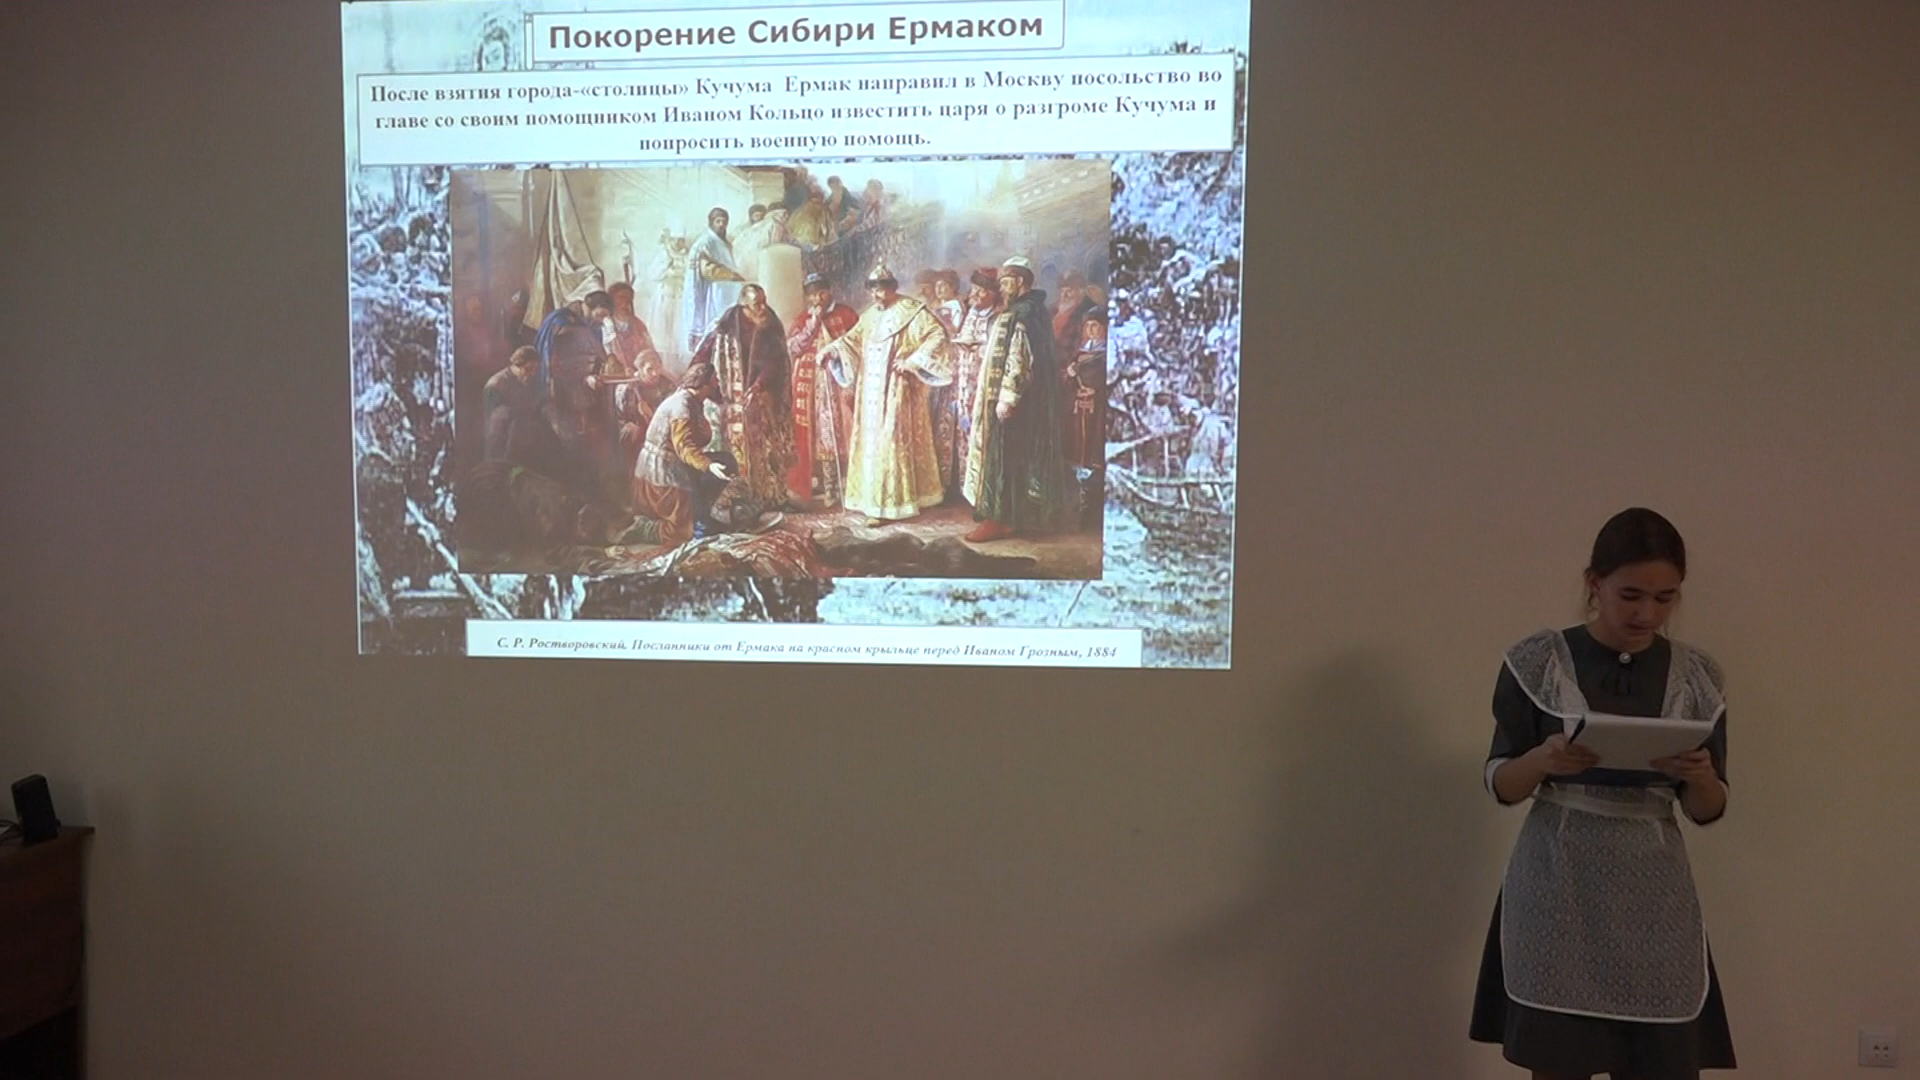 Покорение Сибири Ермаком
После взятия города-«столицы» Кучума Ермак направил в Москву посольство во
главе со своим помощником Иваном Кольцо известить царя о разгроме Кучума и
попросить военную помощь.
С. Р. Ростворовский. Посланники от Ермака на красном крыльце перед Иваном Грозным, 1884